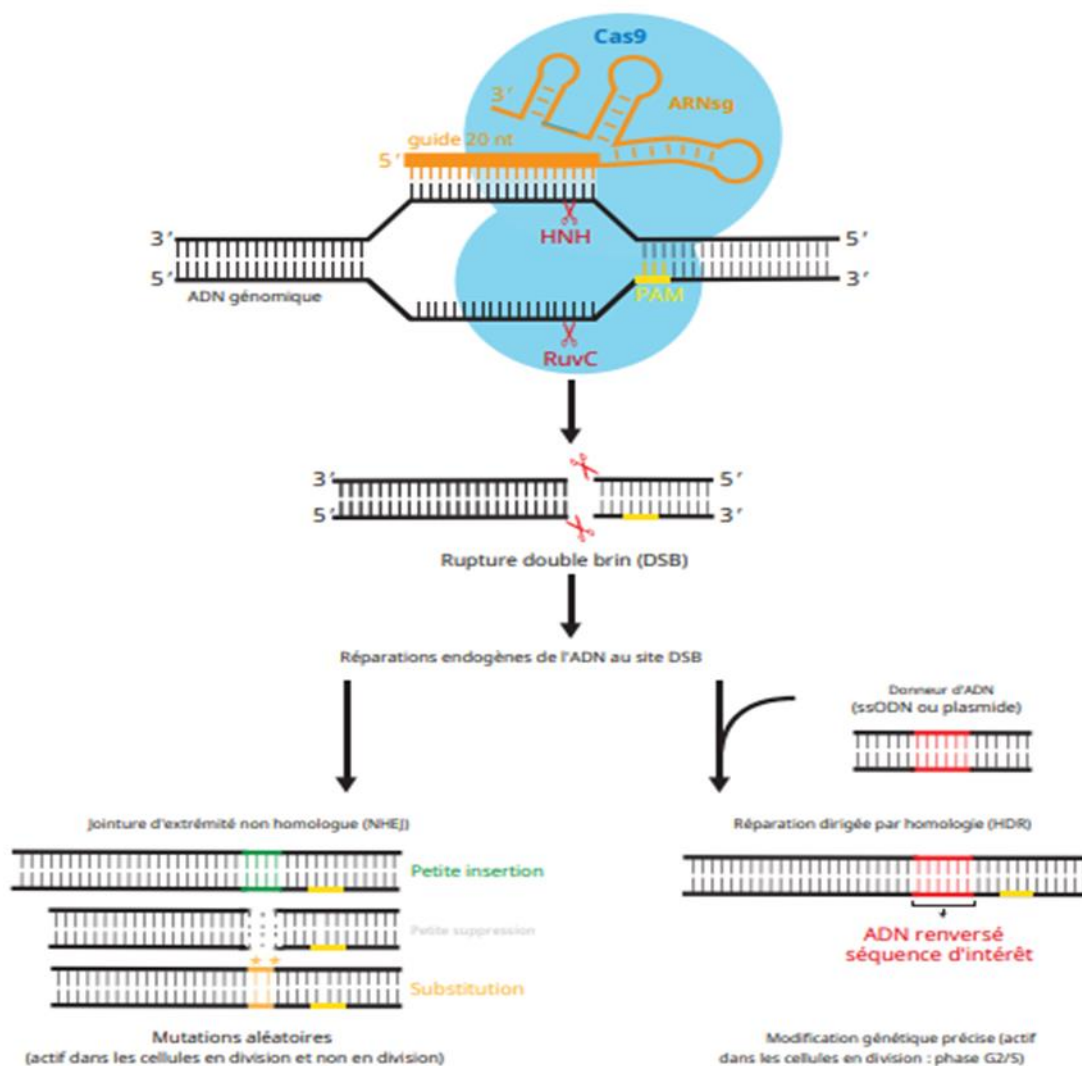 Cas9
3′
ARNsg
guide 20 nt
5′
HNH
3′
5′
5′
3′
ADN génomique
PAM
RuvC
3′
5′
5′
3′
Rupture double brin (DSB)
Réparations endogènes de l'ADN au site DSB
Donneur d'ADN
(ssODN ou plasmide)
Jointure d'extrémité non homologue (NHEJ)
Petite insertion
Petite suppression
Substitution
Mutations aléatoires
(actif dans les cellules en division et non en division)
Réparation dirigée par homologie (HDR)
ADN renversé
séquence d'intérêt
Modification génétique précise (actif
dans les cellules en division : phase G2/S)